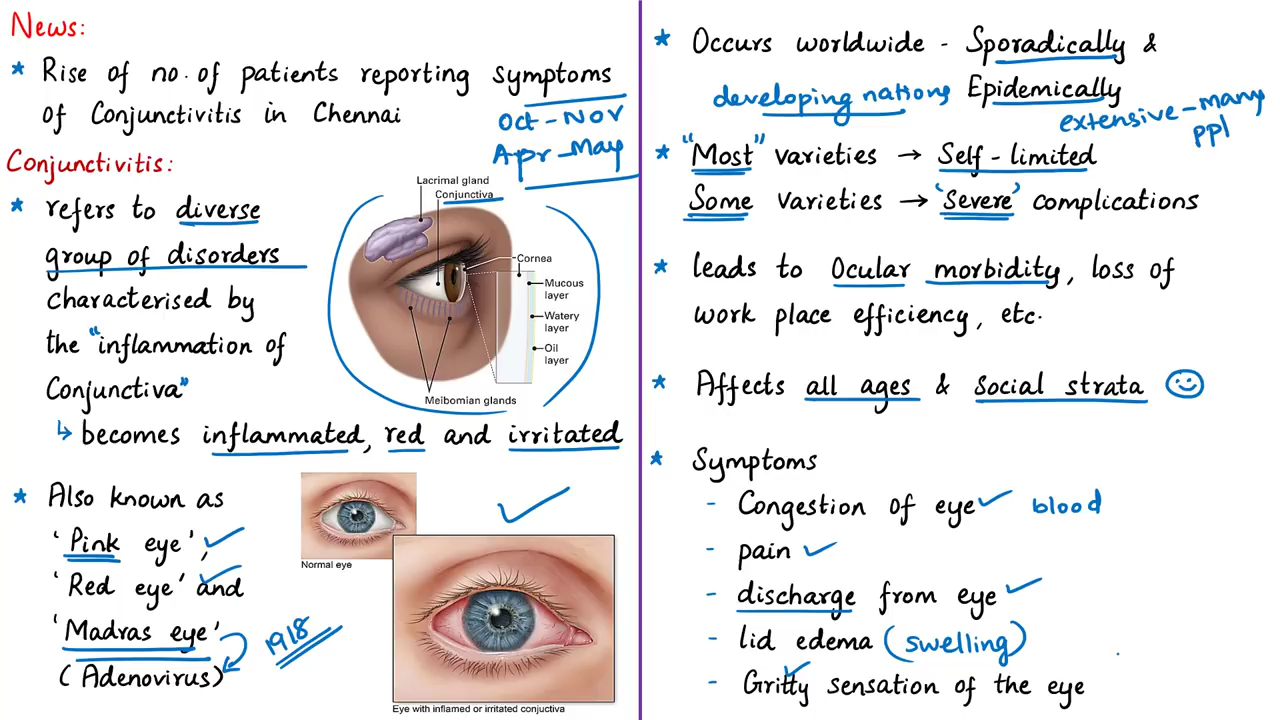 News:
* Rise of no. of patients reporting symptoms
of Conjunctivitis in Chennai
Oct - Nov
Apr - May
Conjunctivitis:
* refers to diverse
group of disorders
characterised by
the "inflammation of
Conjunctiva"
↳ becomes inflammated, red and irritated
Lacrimal gland
Conjunctiva
Cornea
Mucous
layer
Watery
layer
Oil
layer
Meibomian glands
* Also known as
'Pink eye',
'Red eye' and
'Madras eye'
(Adenovirus)
1918
Normal eye
Eye with inflamed or irritated conjuctiva
* Occurs worldwide - Sporadically &
developing nations Epidemically
extensive - many
ppl
* "Most" varieties → Self-limited
Some varieties → 'Severe' complications
* leads to Ocular morbidity, loss of
work place efficiency, etc.
* Affects all ages & Social strata
* Symptoms
- Congestion of eye blood
- pain
- discharge from eye
- lid edema (swelling)
- Gritty sensation of the eye